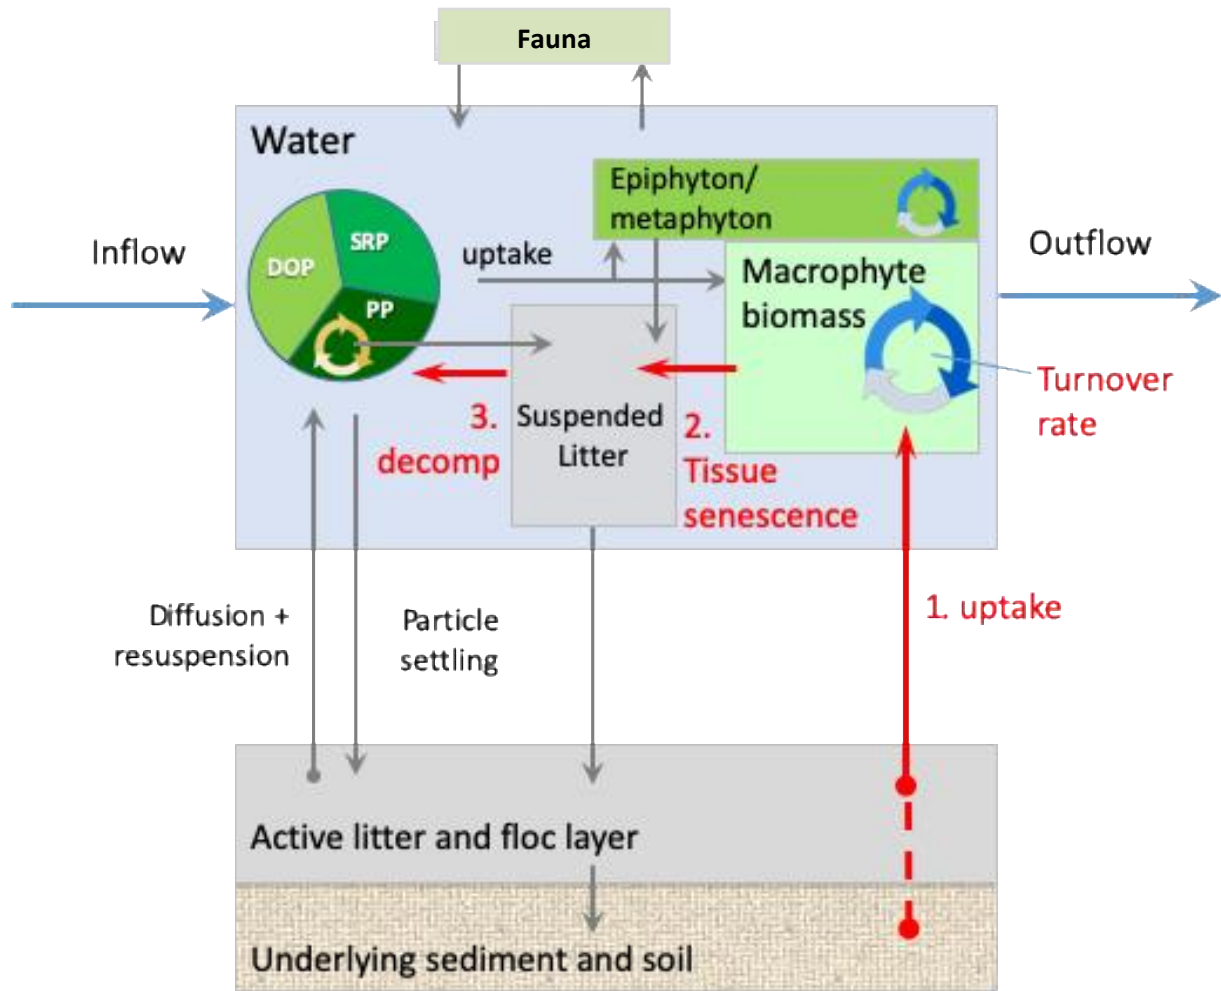 Fauna
Water
Epiphyton/
metaphyton
Inflow
DOP
SRP
PP
uptake
Macrophyte
biomass
Outflow
Turnover
rate
3.
decomp
Suspended
Litter
2.
Tissue
senescence
Diffusion +
resuspension
Particle
settling
1. uptake
Active litter and floc layer
Underlying sediment and soil